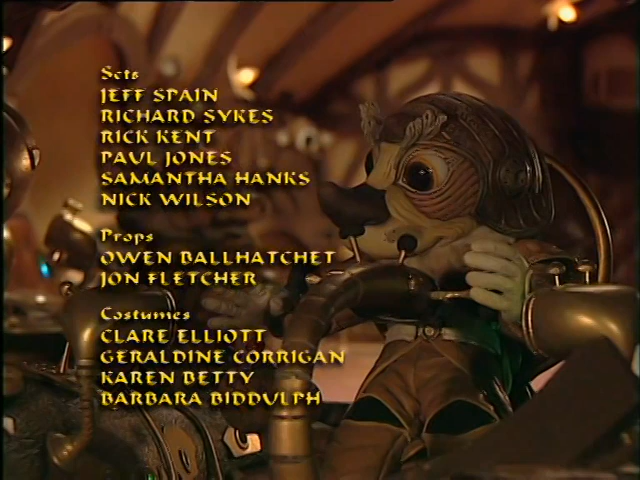 Sets
JEFF SPAIN
RICHARD SYKES
RICK KENT
PAUL JONES
SAMANTHA HANKS
NICK WILSON
Props
OWEN BALLHATCHET
JON FLETCHER
Costumes
CLARE ELLIOTT
GERALDINE CORRIGAN
KAREN BETTY
BARBARA BIDDULPH